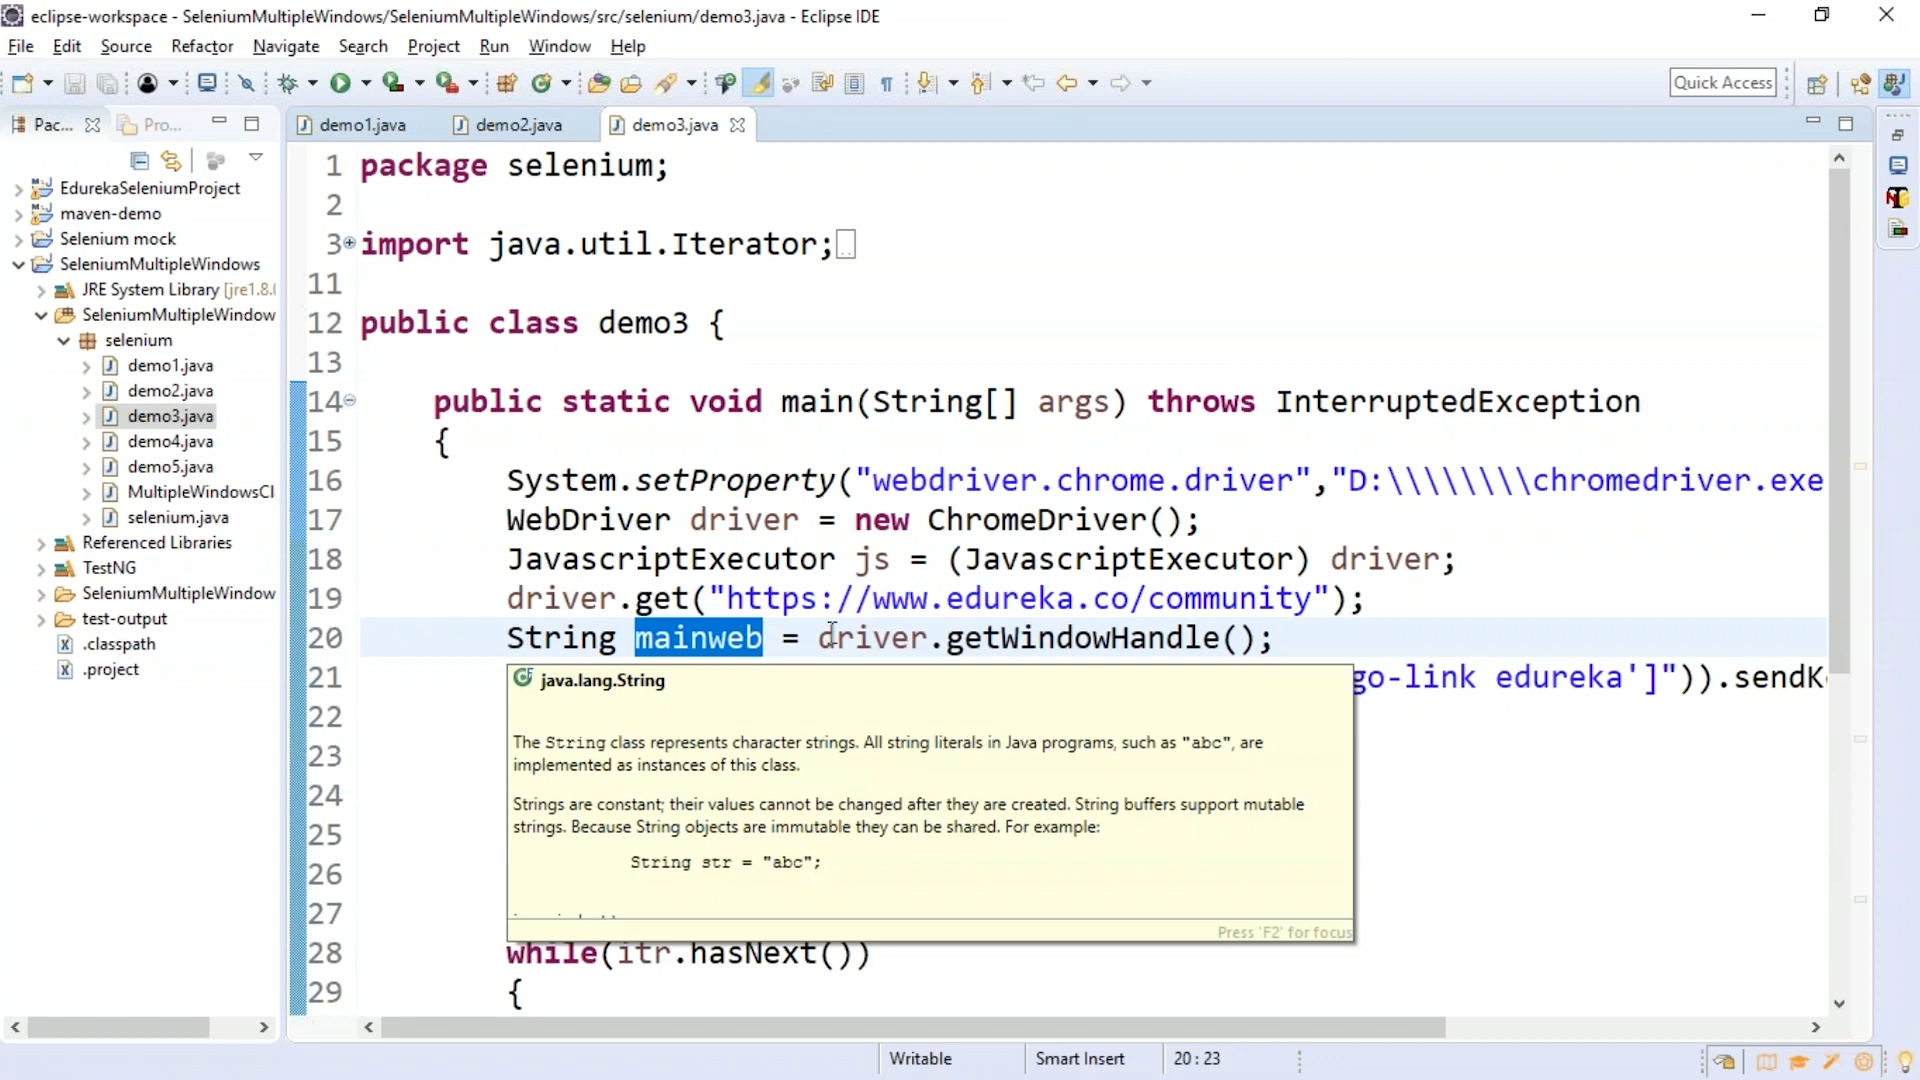 eclipse-workspace - SeleniumMultipleWindows/SeleniumMultipleWindows/src/selenium/demo3.java - Eclipse IDE
File Edit Source Refactor Navigate Search Project Run Window Help
Quick Access
Pac... Pro...
demo1.java demo2.java demo3.java
EdurekaSeleniumProject
maven-demo
Selenium mock
SeleniumMultipleWindows
JRE System Library [jre1.8.
SeleniumMultipleWindow
selenium
demo1.java
demo2.java
demo3.java
demo4.java
demo5.java
MultipleWindowsCl
selenium.java
Referenced Libraries
TestNG
SeleniumMultipleWindow
test-output
.classpath
.project
1 package selenium;
2
3 import java.util.Iterator;
11
12 public class demo3 {
13
14 public static void main(String[] args) throws InterruptedException
15 {
16 System.setProperty("webdriver.chrome.driver","D:\\\\\\\\chromedriver.exe
17 WebDriver driver = new ChromeDriver();
18 JavascriptExecutor js = (JavascriptExecutor) driver;
19 driver.get("https://www.edureka.co/community");
20 String mainweb = driver.getWindowHandle();
21 go-link edureka']")).sendK
22
23
24
25
26
27
28 while(itr.hasNext())
29 {
java.lang.String
The String class represents character strings. All string literals in Java programs, such as "abc", are
implemented as instances of this class.
Strings are constant; their values cannot be changed after they are created. String buffers support mutable
strings. Because String objects are immutable they can be shared. For example:
String str = "abc";
Press 'F2' for focus
Writable Smart Insert 20 : 23